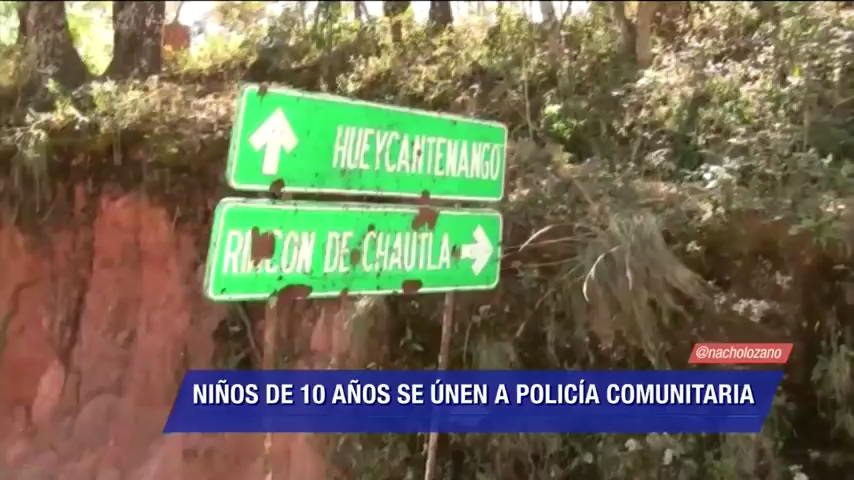 HUEYCANTENANGO
RINCON DE CHAUTLA
@nacholozano
NIÑOS DE 10 AÑOS SE ÚNEN A POLICÍA COMUNITARIA